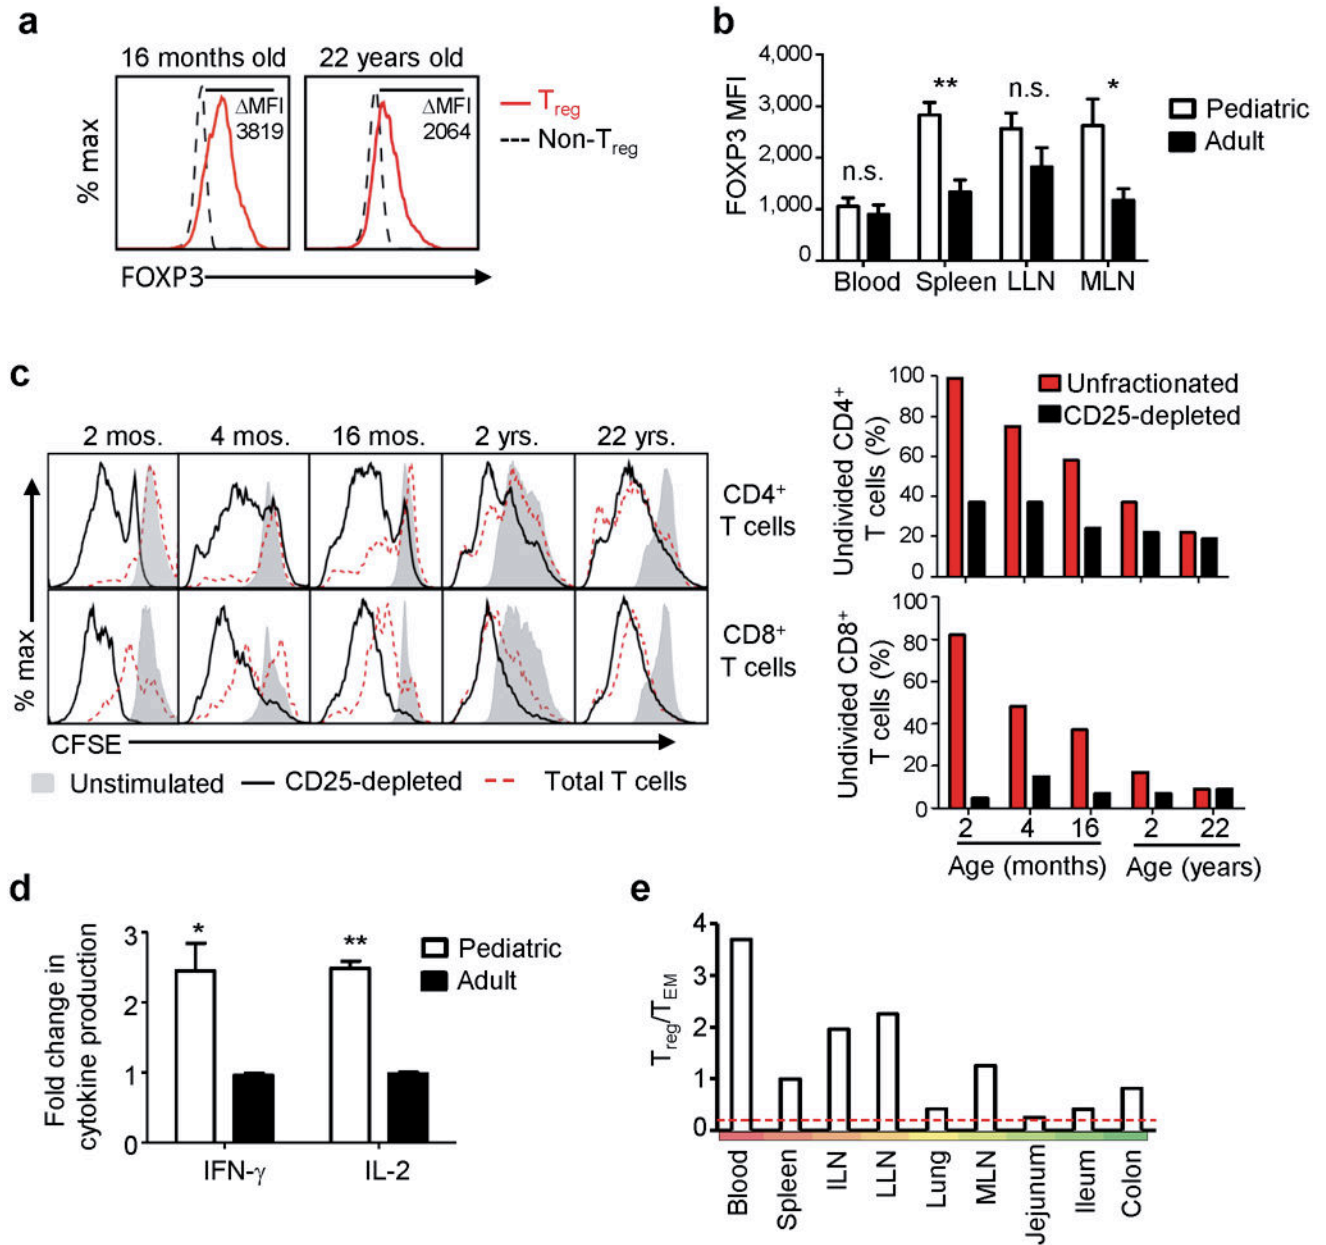 a
16 months old
22 years old
ΔMFI
3819
ΔMFI
2064
% max
FOXP3
Treg
Non-Treg
b
FOXP3 MFI
4,000
3,000
2,000
1,000
0
n.s.
**
n.s.
*
Blood
Spleen
LLN
MLN
Pediatric
Adult
c
2 mos.
4 mos.
16 mos.
2 yrs.
22 yrs.
CD4+
T cells
CD8+
T cells
% max
CFSE
Unstimulated
CD25-depleted
Total T cells
Undivided CD4+
T cells (%)
100
80
60
40
20
0
Unfractionated
CD25-depleted
Undivided CD8+
T cells (%)
100
80
60
40
20
0
2
4
16
2
22
Age (months)
Age (years)
d
Fold change in
cytokine production
3
2
1
0
*
**
IFN-γ
IL-2
Pediatric
Adult
e
Treg/TEM
4
3
2
1
0
Blood
Spleen
ILN
LLN
Lung
MLN
Jejunum
Ileum
Colon